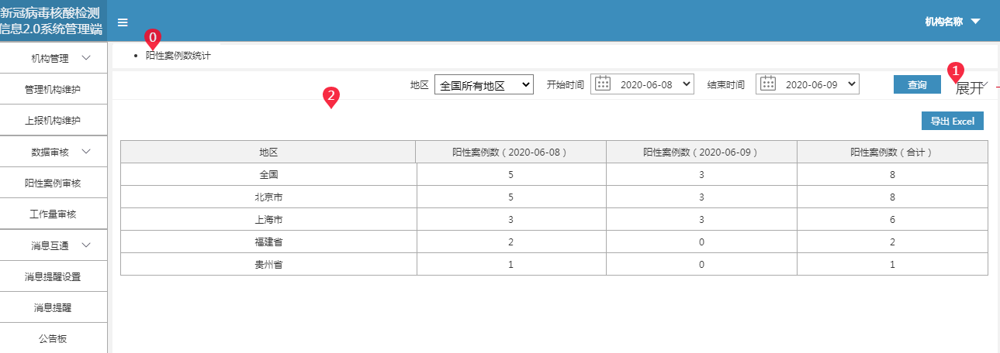 新冠病毒核酸检测
信息2.0系统管理端
机构名称
机构管理
管理机构维护
上报机构维护
数据审核
阳性案例审核
工作量审核
消息互通
消息提醒设置
消息提醒
公告板
0
阳性案例数统计
2
地区 全国所有地区 开始时间 2020-06-08 结束时间 2020-06-09 查询 展开
1
导出 Excel
地区 阳性案例数（2020-06-08） 阳性案例数（2020-06-09） 阳性案例数（合计）
全国 5 3 8
北京市 5 3 8
上海市 3 3 6
福建省 2 0 2
贵州省 1 0 1